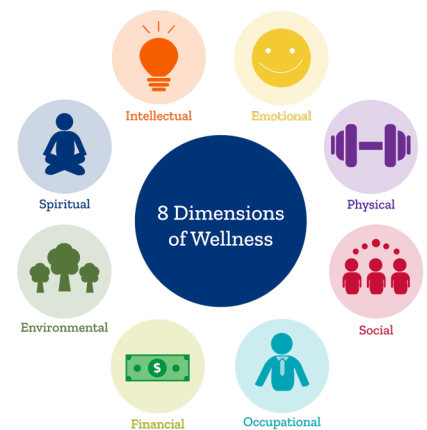 Intellectual
Emotional
Spiritual
Physical
8 Dimensions
of Wellness
Environmental
Social
$
Financial
Occupational